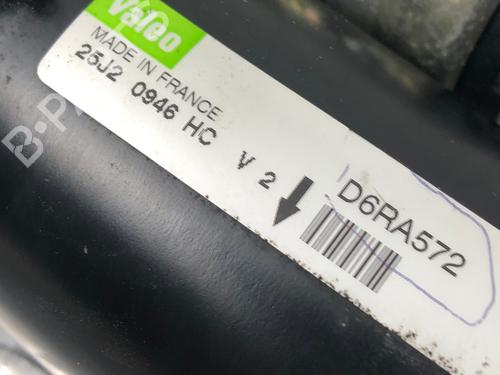 Valeo
MADE IN FRANCE
25J2 0946 HC V 2
D6RA572